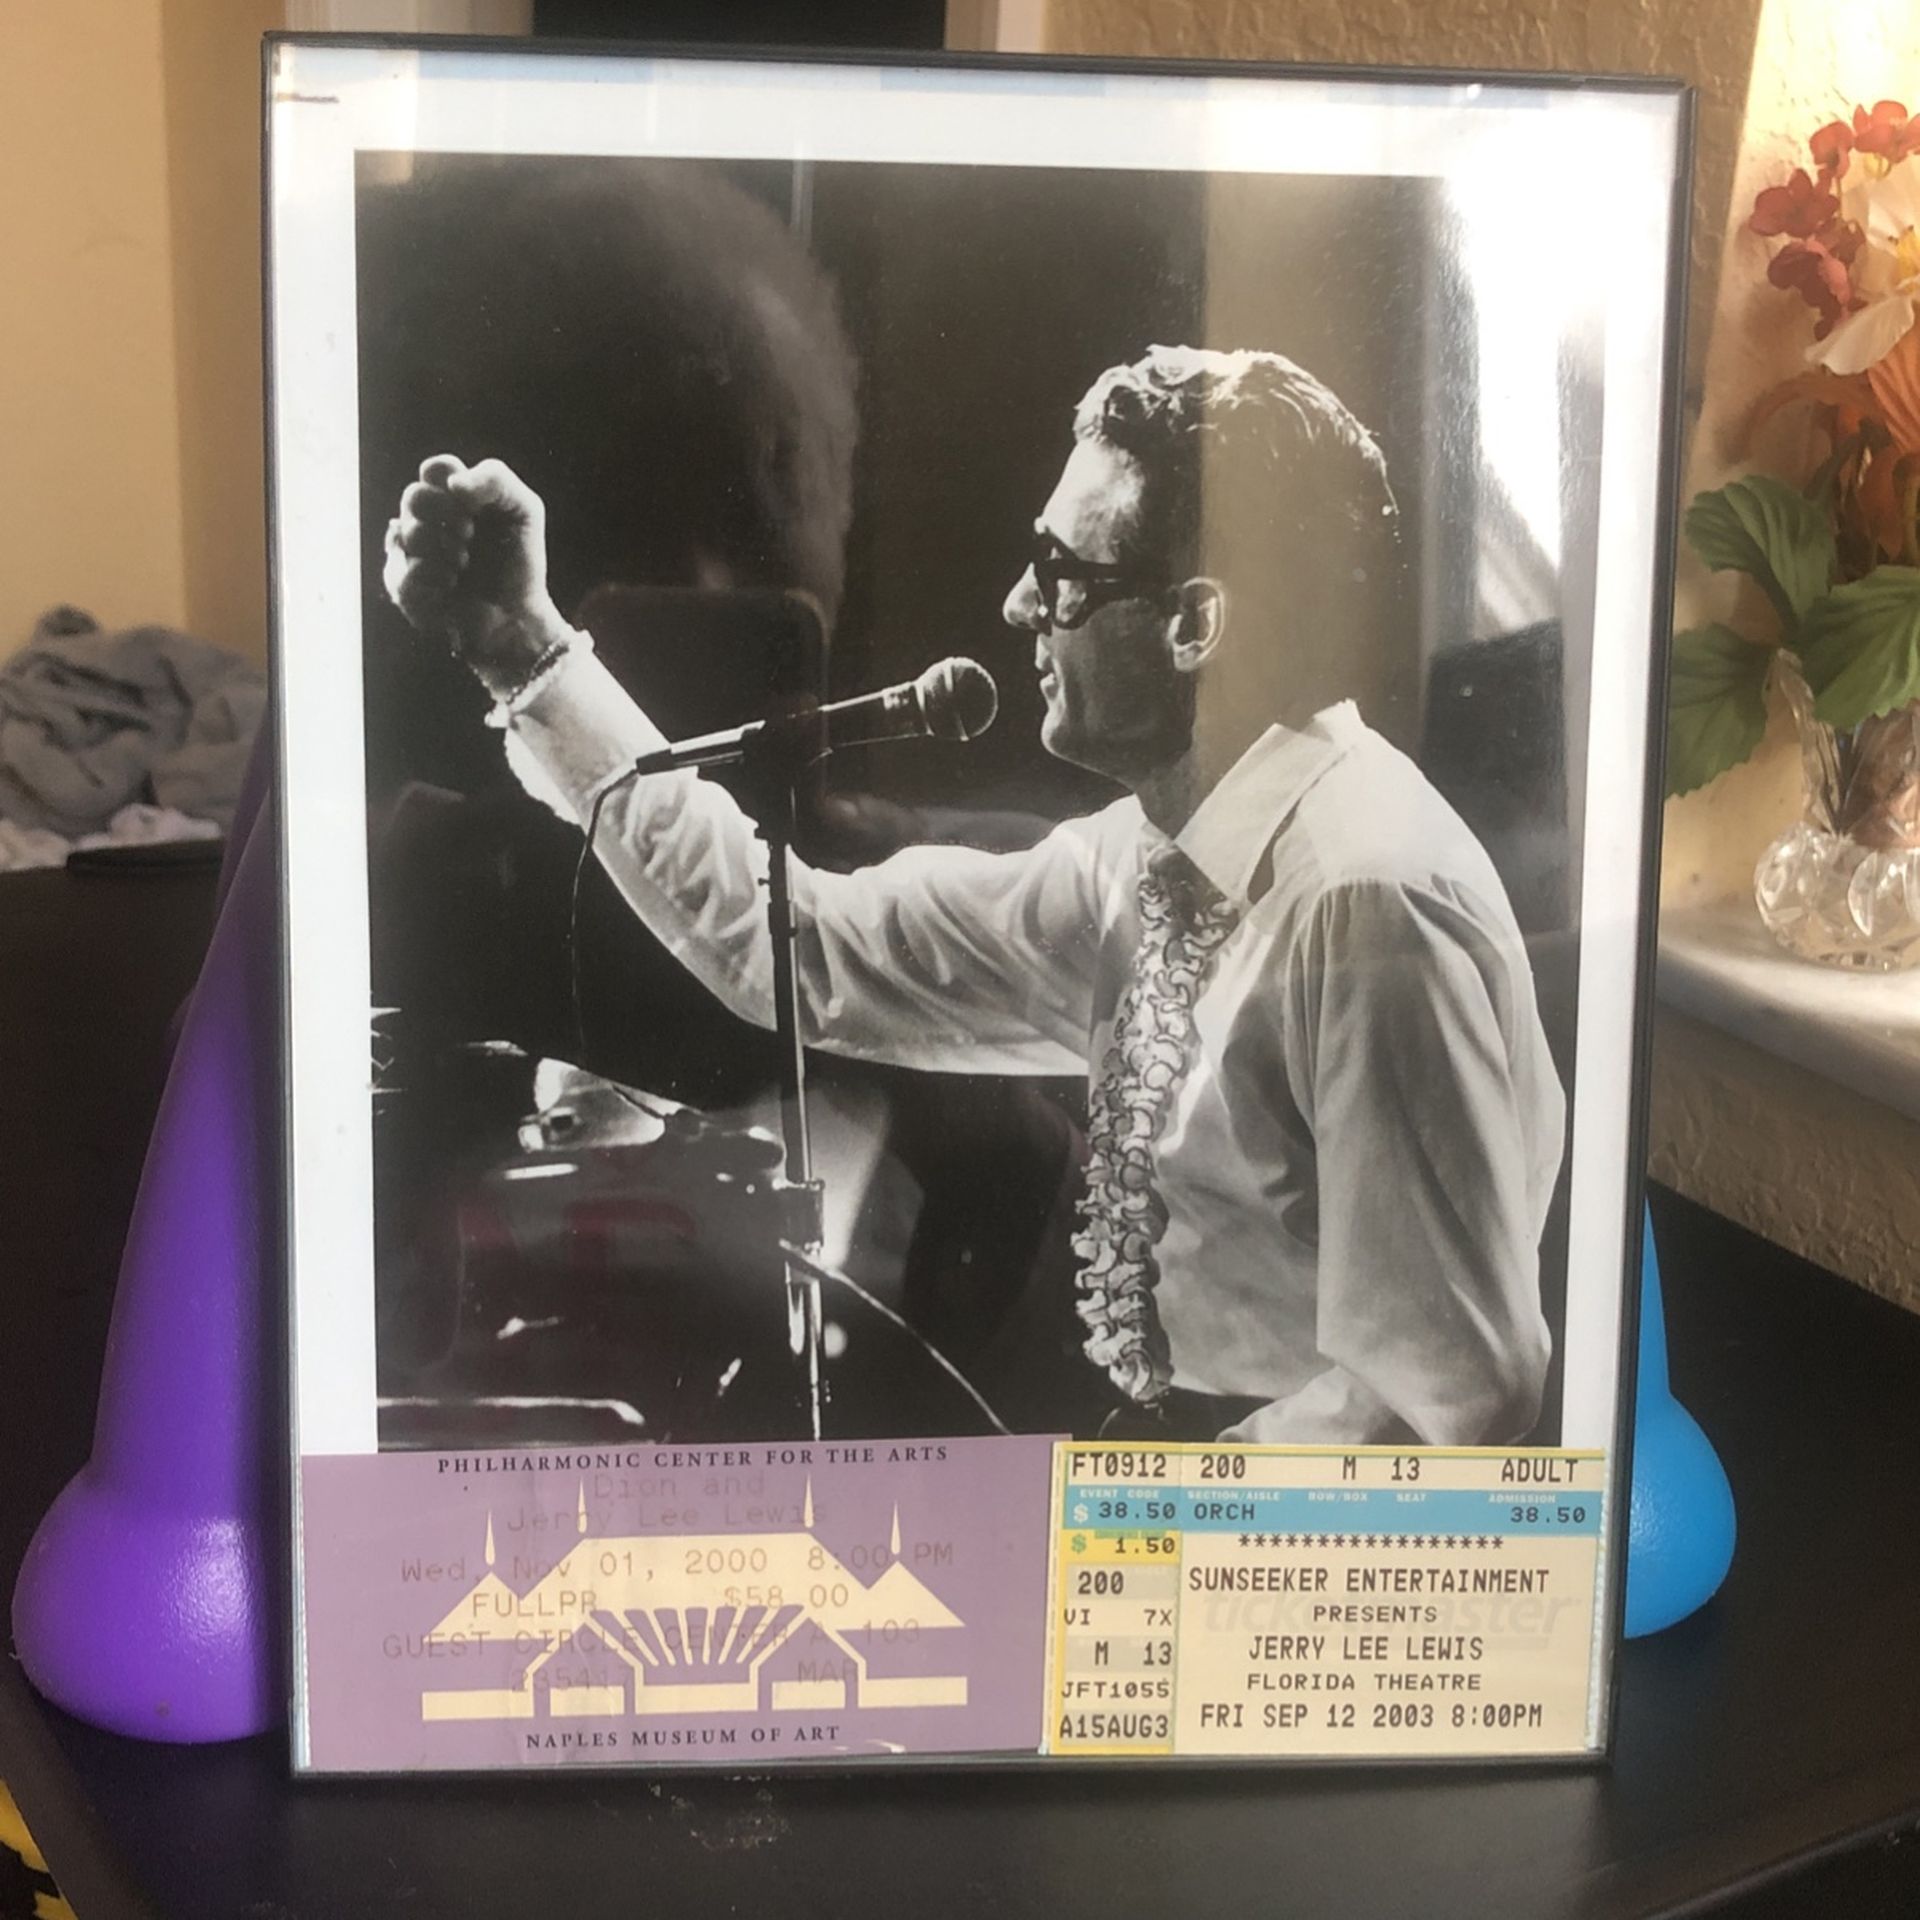 PHILHARMONIC CENTER FOR THE ARTS
Dion and
Jerry Lee Lewis
Wed, Nov 01, 2000 8:00 PM
FULLPR $58.00
GUEST CIRCLE CENTER A 103
NAPLES MUSEUM OF ART
FT0912 200 M 13 ADULT
EVENT CODE SECTION/AISLE ROW/BOX SEAT ADMISSION
$ 38.50 ORCH 38.50
$ 1.50
*****************
200 SUNSEEKER ENTERTAINMENT
ticketmaster
VI 7X PRESENTS
M 13 JERRY LEE LEWIS
JFT1055 FLORIDA THEATRE
A15AUG3 FRI SEP 12 2003 8:00PM